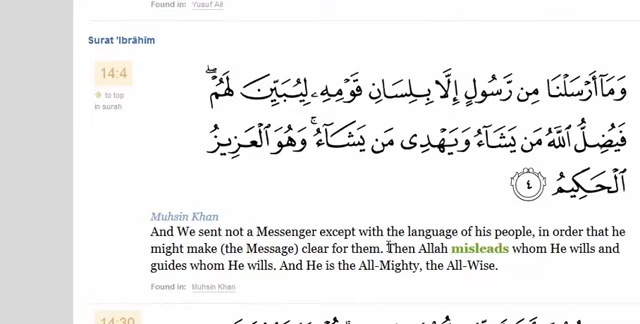 Found in: Yusuf Ali
Surat 'Ibrâhîm
14:4
to top
in surah
وَمَآ أَرْسَلْنَا مِن رَّسُولٍ إِلَّا بِلِسَانِ قَوْمِهِۦ لِيُبَيِّنَ لَهُمْ ۖ
فَيُضِلُّ ٱللَّهُ مَن يَشَآءُ وَيَهْدِى مَن يَشَآءُ ۚ وَهُوَ ٱلْعَزِيزُ
ٱلْحَكِيمُ ﴿٤﴾
Muhsin Khan
And We sent not a Messenger except with the language of his people, in order that he
might make (the Message) clear for them. Then Allah misleads whom He wills and
guides whom He wills. And He is the All-Mighty, the All-Wise.
Found in: Muhsin Khan
14:30